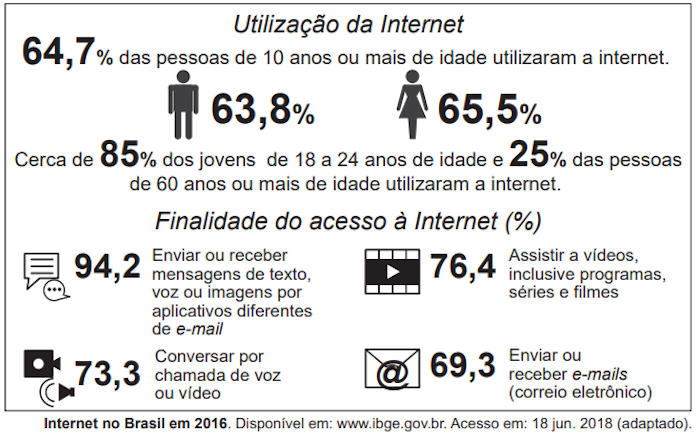 Utilização da Internet
64,7% das pessoas de 10 anos ou mais de idade utilizaram a internet.
63,8% 65,5%
Cerca de 85% dos jovens de 18 a 24 anos de idade e 25% das pessoas
de 60 anos ou mais de idade utilizaram a internet.
Finalidade do acesso à Internet (%)
94,2
Enviar ou receber
mensagens de texto,
voz ou imagens por
aplicativos diferentes
de e-mail
76,4
Assistir a vídeos,
inclusive programas,
séries e filmes
73,3
Conversar por
chamada de voz
ou vídeo
@
69,3
Enviar ou
receber e-mails
(correio eletrônico)
Internet no Brasil em 2016. Disponível em: www.ibge.gov.br. Acesso em: 18 jun. 2018 (adaptado).